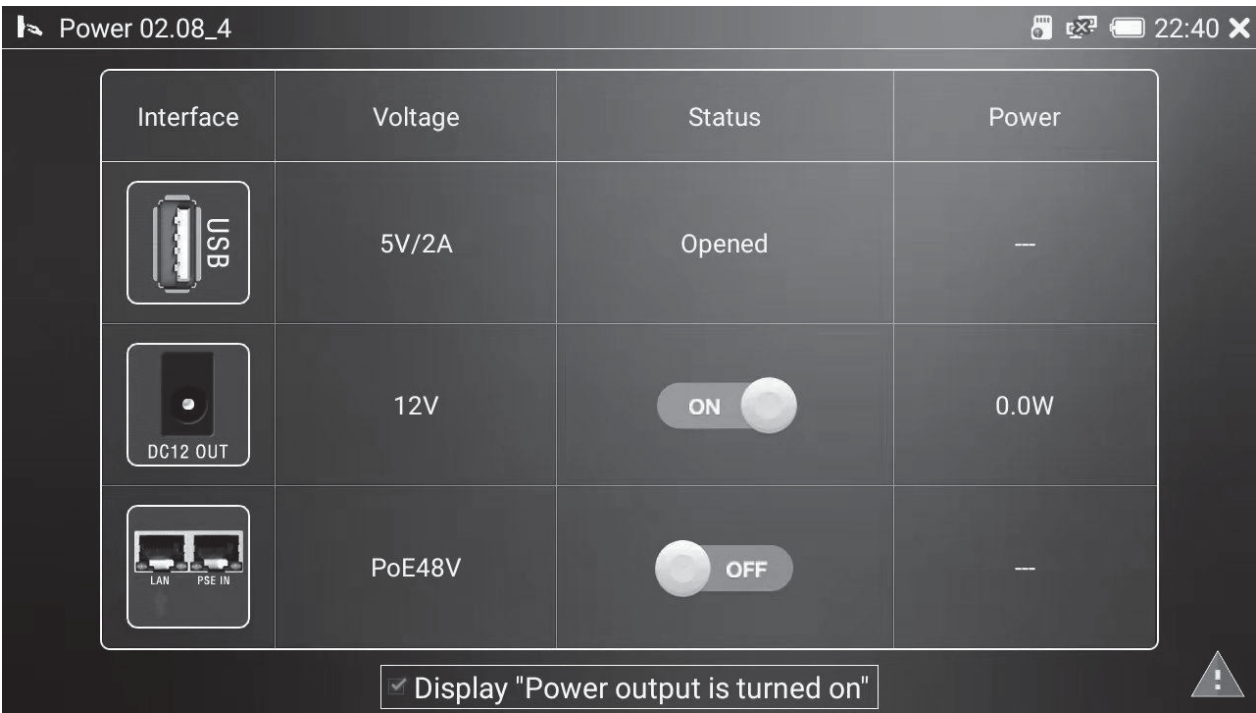 Power 02.08_4
22:40
Interface Voltage Status Power
USB 5V/2A Opened ---
DC12 OUT 12V ON 0.0W
LAN PSE IN PoE48V OFF ---
Display "Power output is turned on"